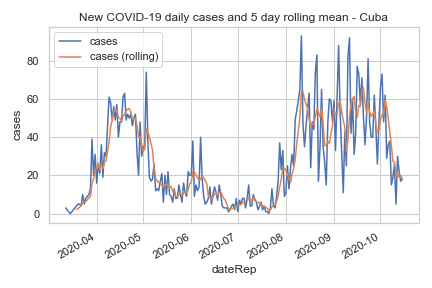 New COVID-19 daily cases and 5 day rolling mean - Cuba
cases
cases (rolling)
cases
80
60
40
20
0
2020-04
2020-05
2020-06
2020-07
2020-08
2020-09
2020-10
dateRep